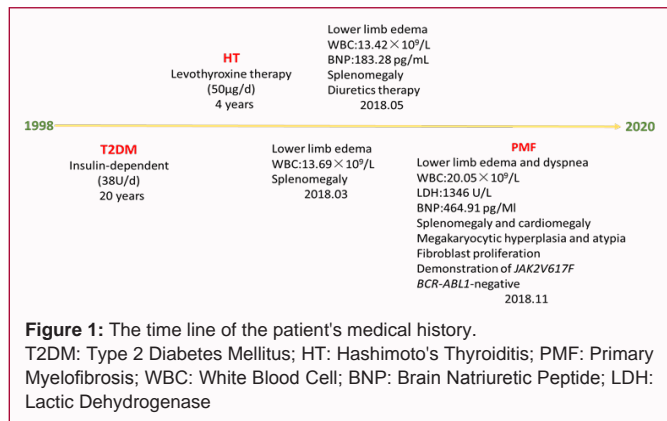 Lower limb edema
WBC:13.42×10⁹/L
BNP:183.28 pg/mL
Splenomegaly
Diuretics therapy
2018.05
HT
Levothyroxine therapy
(50μg/d)
4 years
1998
2020
T2DM
Insulin-dependent
(38U/d)
20 years
Lower limb edema
WBC:13.69×10⁹/L
Splenomegaly
2018.03
PMF
Lower limb edema and dyspnea
WBC:20.05×10⁹/L
LDH:1346 U/L
BNP:464.91 pg/Ml
Splenomegaly and cardiomegaly
Megakaryocytic hyperplasia and atypia
Fibroblast proliferation
Demonstration of JAK2V617F
BCR-ABL1-negative
2018.11
Figure 1: The time line of the patient's medical history.
T2DM: Type 2 Diabetes Mellitus; HT: Hashimoto's Thyroiditis; PMF: Primary
Myelofibrosis; WBC: White Blood Cell; BNP: Brain Natriuretic Peptide; LDH:
Lactic Dehydrogenase